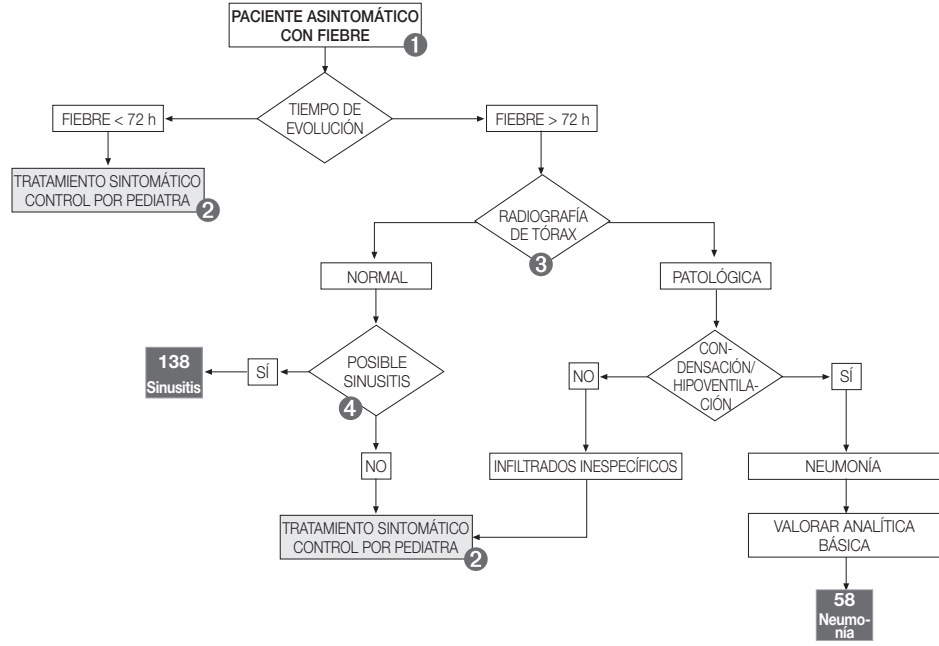 PACIENTE ASINTOMÁTICO
CON FIEBRE
1
TIEMPO DE
EVOLUCIÓN
FIEBRE < 72 h
FIEBRE > 72 h
TRATAMIENTO SINTOMÁTICO
CONTROL POR PEDIATRA
2
RADIOGRAFÍA
DE TÓRAX
3
NORMAL
PATOLÓGICA
138
Sinusitis
SÍ
POSIBLE
SINUSITIS
4
NO
CON-
DENSACIÓN/
HIPOVENTILA-
CIÓN
SÍ
NO
INFILTRADOS INESPECÍFICOS
NEUMONÍA
TRATAMIENTO SINTOMÁTICO
CONTROL POR PEDIATRA
2
VALORAR ANALÍTICA
BÁSICA
58
Neumo-
nía